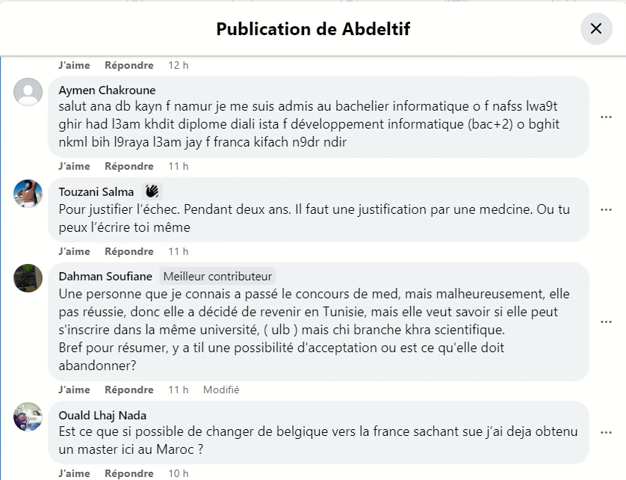 Publication de Abdeltif
J'aime Répondre 12 h
Aymen Chakroune
salut ana db kayn f namur je me suis admis au bachelier informatique o f nafss lwa9t
ghir had l3am khdit diplome diali ista f développement informatique (bac+2) o bghit
nkml bih l9raya l3am jay f franca kifach n9dr ndir
J'aime Répondre 11 h
Touzani Salma
Pour justifier l'échec. Pendant deux ans. Il faut une justification par une medcine. Ou tu
peux l'écrire toi même
J'aime Répondre 11 h
Dahman Soufiane Meilleur contributeur
Une personne que je connais a passé le concours de med, mais malheureusement, elle
pas réussie, donc elle a décidé de revenir en Tunisie, mais elle veut savoir si elle peut
s'inscrire dans la même université, ( ulb ) mais chi branche khra scientifique.
Bref pour résumer, y a til une possibilité d'acceptation ou est ce qu'elle doit
abandonner?
J'aime Répondre 11 h Modifié
Ouald Lhaj Nada
Est ce que si possible de changer de belgique vers la france sachant sue j'ai deja obtenu
un master ici au Maroc ?
J'aime Répondre 10 h